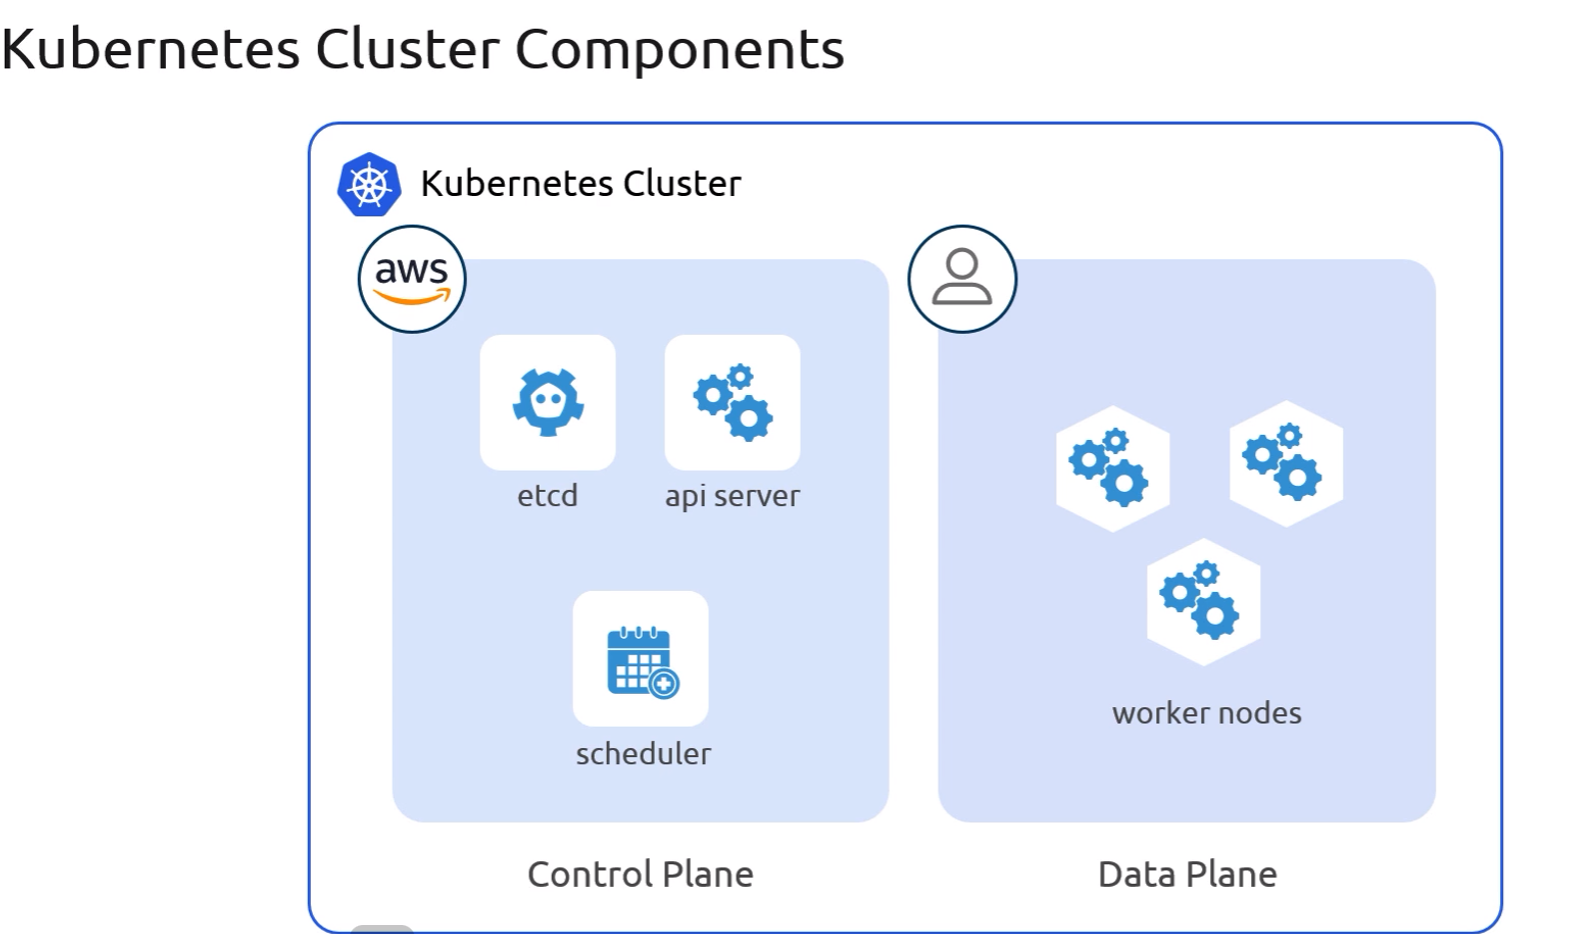 Kubernetes Cluster Components
Kubernetes Cluster
aws
etcd
api server
scheduler
worker nodes
Control Plane
Data Plane